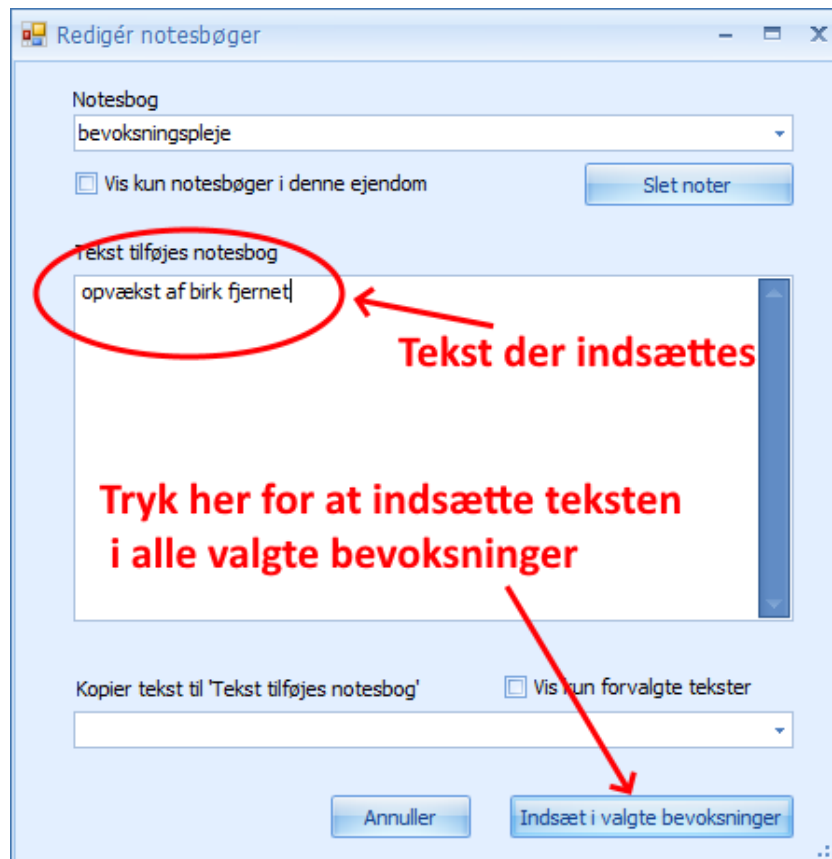 Redigér notesbøger
Notesbog
bevoksningspleje
Vis kun notesbøger i denne ejendom
Slet noter
Tekst tilføjes notesbog
opvækst af birk fjernet
Tekst der indsættes
Tryk her for at indsætte teksten
i alle valgte bevoksninger
Kopier tekst til 'Tekst tilføjes notesbog'
Vis kun forvalgte tekster
Annuller
Indsæt i valgte bevoksninger